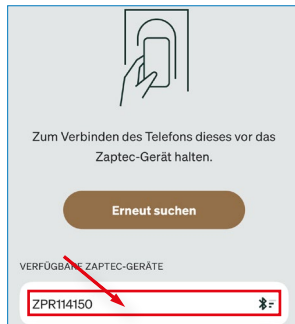 Zum Verbinden des Telefons dieses vor das
Zaptec-Gerät halten.
Erneut suchen
VERFÜGBARE ZAPTEC-GERÄTE
ZPR114150